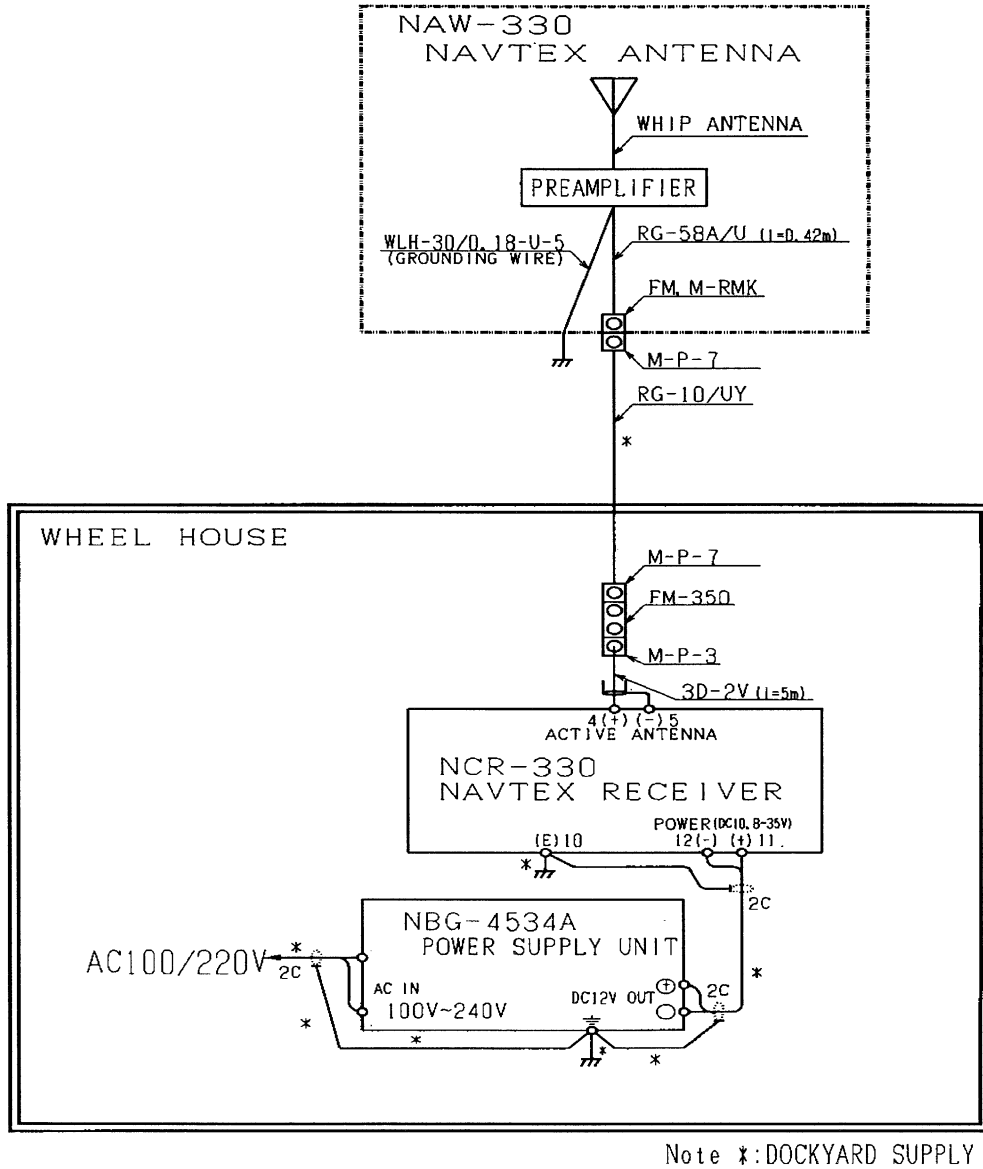 NAW-330
NAVTEX ANTENNA
WHIP ANTENNA
PREAMPLIFIER
WLH-30/0.18-U-5
(GROUNDING WIRE)
RG-58A/U (l=0.42m)
FM, M-RMK
M-P-7
RG-10/UY
*
WHEEL HOUSE
M-P-7
FM-350
M-P-3
3D-2V (l=5m)
4(+) (-)5
ACTIVE ANTENNA
NCR-330
NAVTEX RECEIVER
POWER(DC10.8-35V)
(E)10 12(-) (+)11.
*
2C
NBG-4534A
POWER SUPPLY UNIT
AC100/220V
*
2C
AC IN
100V~240V
DC12V OUT
+
-
2C
*
*
*
*
*
Note *:DOCKYARD SUPPLY